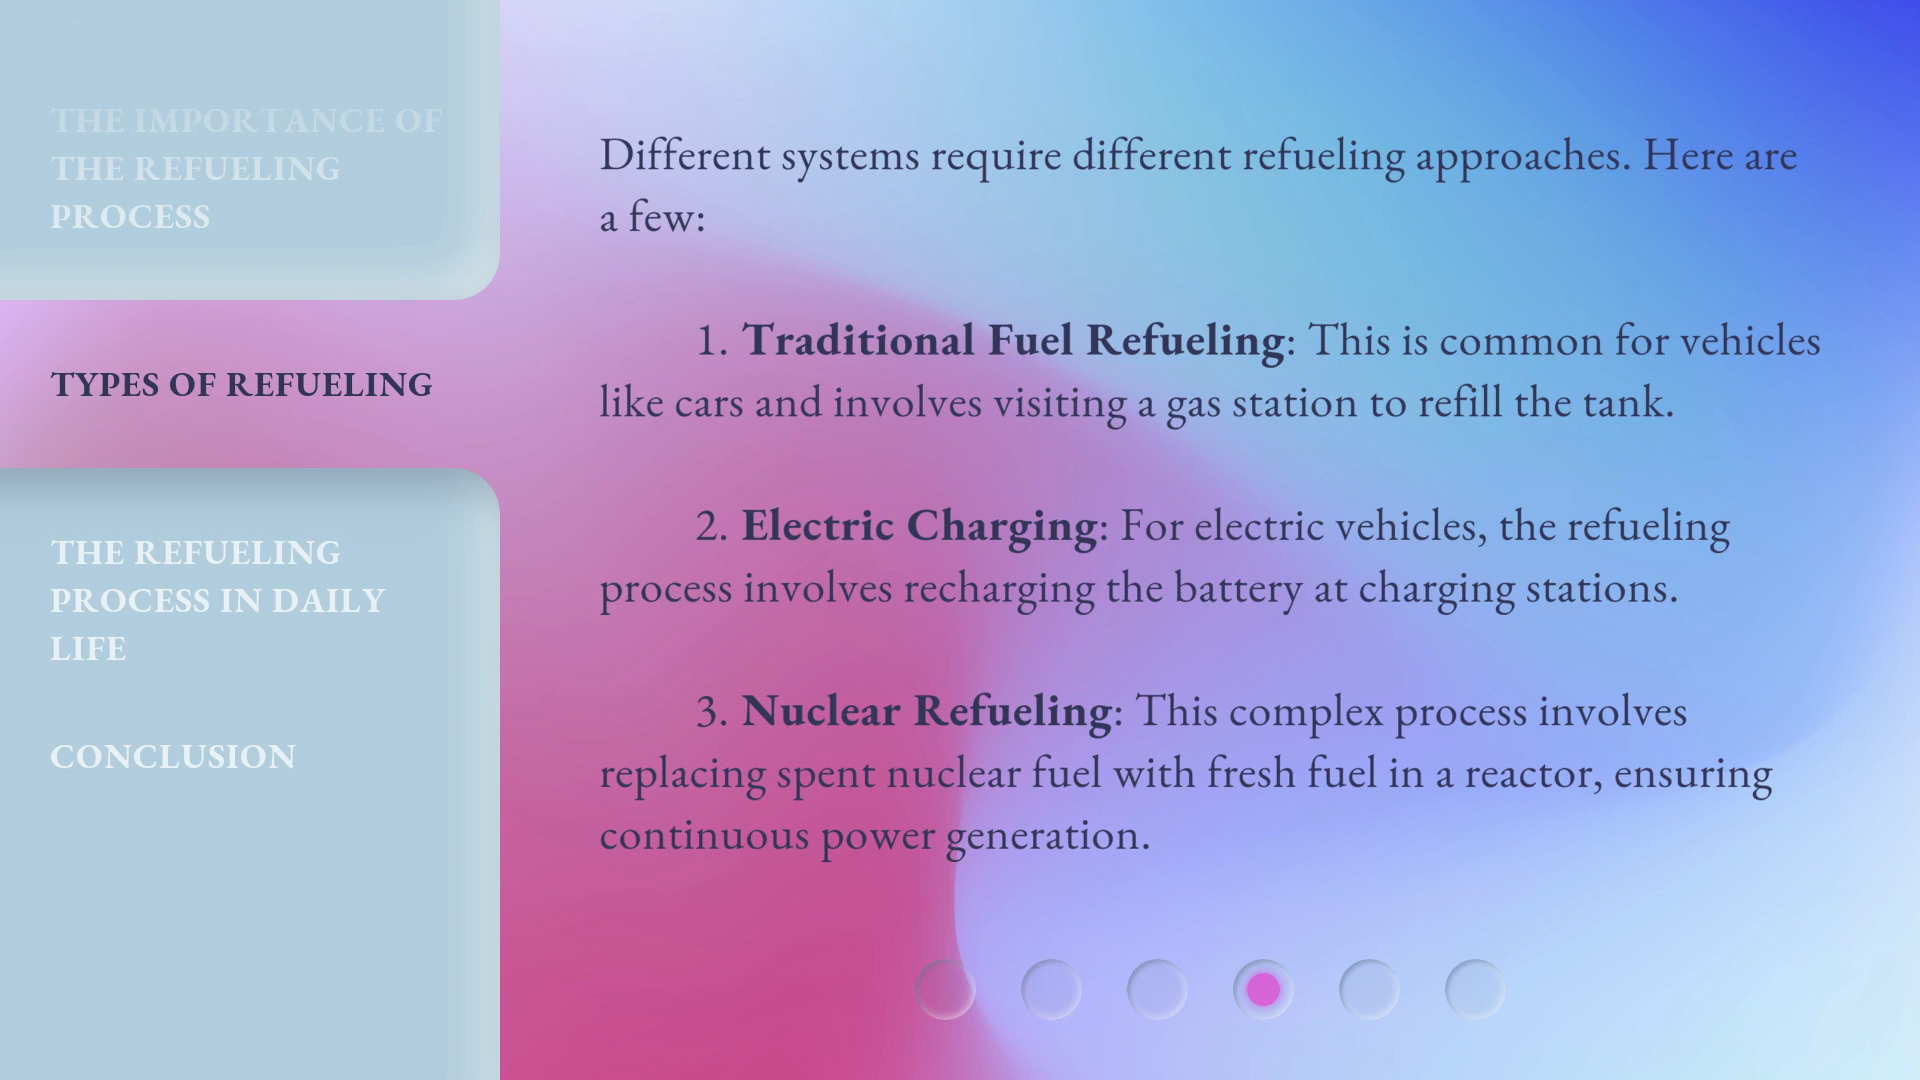 THE IMPORTANCE OF
THE REFUELING
PROCESS
TYPES OF REFUELING
THE REFUELING
PROCESS IN DAILY
LIFE
CONCLUSION
Different systems require different refueling approaches. Here are
a few:
1. Traditional Fuel Refueling: This is common for vehicles
like cars and involves visiting a gas station to refill the tank.
2. Electric Charging: For electric vehicles, the refueling
process involves recharging the battery at charging stations.
3. Nuclear Refueling: This complex process involves
replacing spent nuclear fuel with fresh fuel in a reactor, ensuring
continuous power generation.